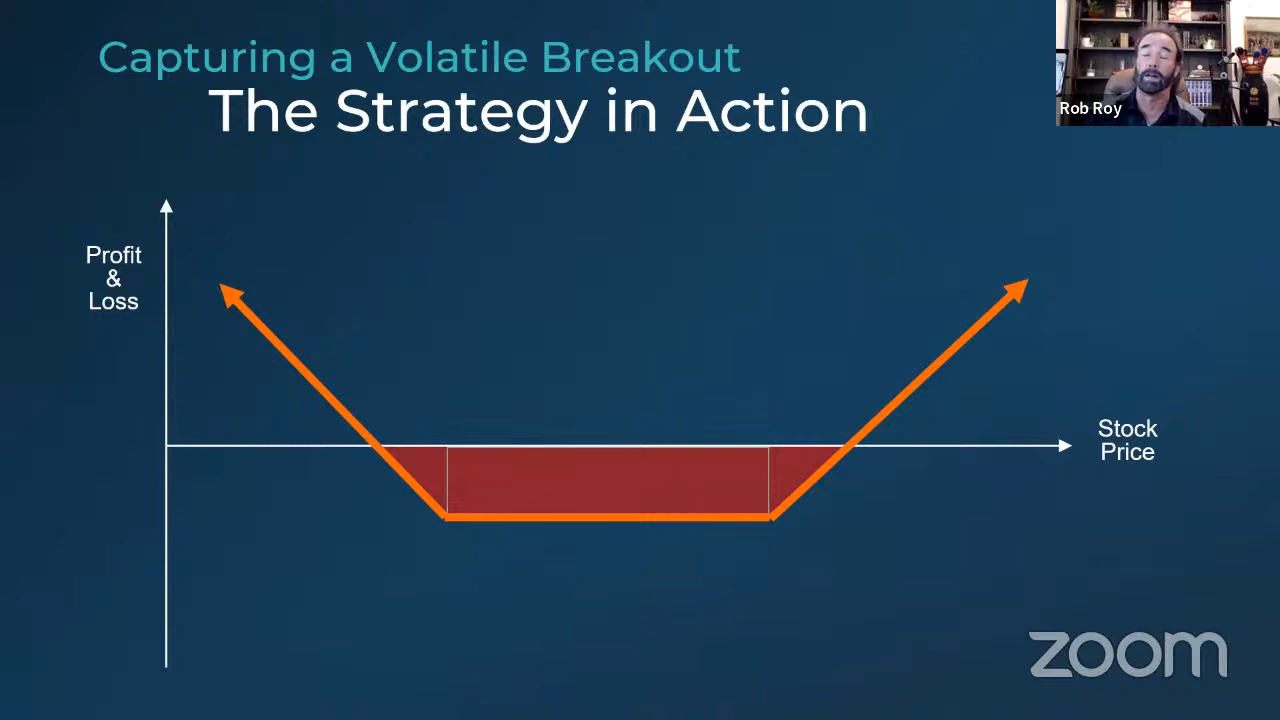 Capturing a Volatile Breakout
The Strategy in Action
Rob Roy
Profit
&
Loss
Stock
Price
zoom